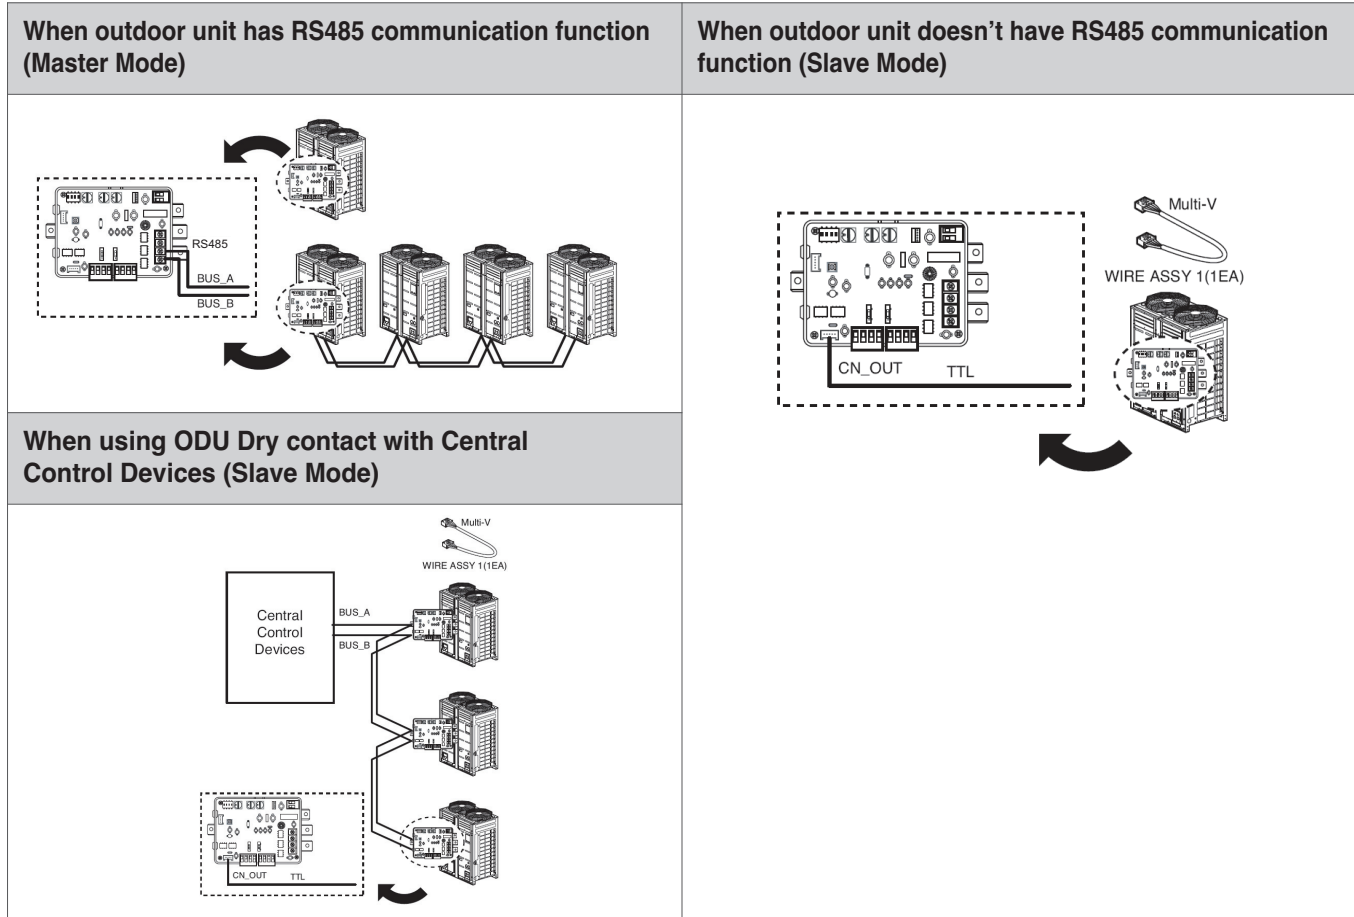 When outdoor unit has RS485 communication function
(Master Mode)
RS485
BUS_A
BUS_B
When using ODU Dry contact with Central
Control Devices (Slave Mode)
Multi-V
WIRE ASSY 1(1EA)
Central
Control
Devices
BUS_A
BUS_B
CN_OUT TTL
When outdoor unit doesn’t have RS485 communication
function (Slave Mode)
Multi-V
WIRE ASSY 1(1EA)
CN_OUT TTL